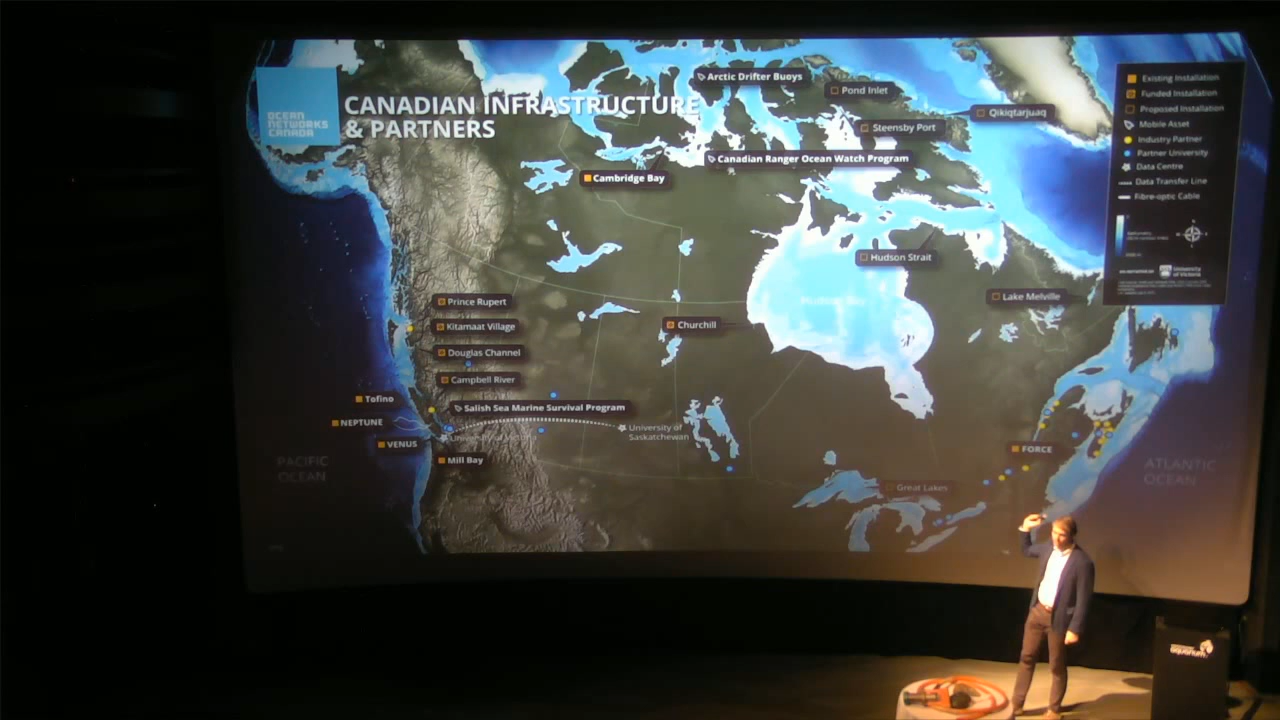 OCEAN
NETWORKS
CANADA
CANADIAN INFRASTRUCTURE
& PARTNERS
Arctic Drifter Buoys
Pond Inlet
Qikiqtarjuaq
Steensby Port
Canadian Ranger Ocean Watch Program
Cambridge Bay
Hudson Strait
Hudson Bay
Lake Melville
Prince Rupert
Kitamaat Village
Churchill
Douglas Channel
Campbell River
Tofino
Salish Sea Marine Survival Program
NEPTUNE
University of
Saskatchewan
University of Victoria
VENUS
FORCE
Mill Bay
PACIFIC
OCEAN
ATLANTIC
OCEAN
Great Lakes
Existing Installation
Funded Installation
Proposed Installation
Mobile Asset
Industry Partner
Partner University
Data Centre
Data Transfer Line
Fibre-optic Cable
University
of Victoria
aquarium